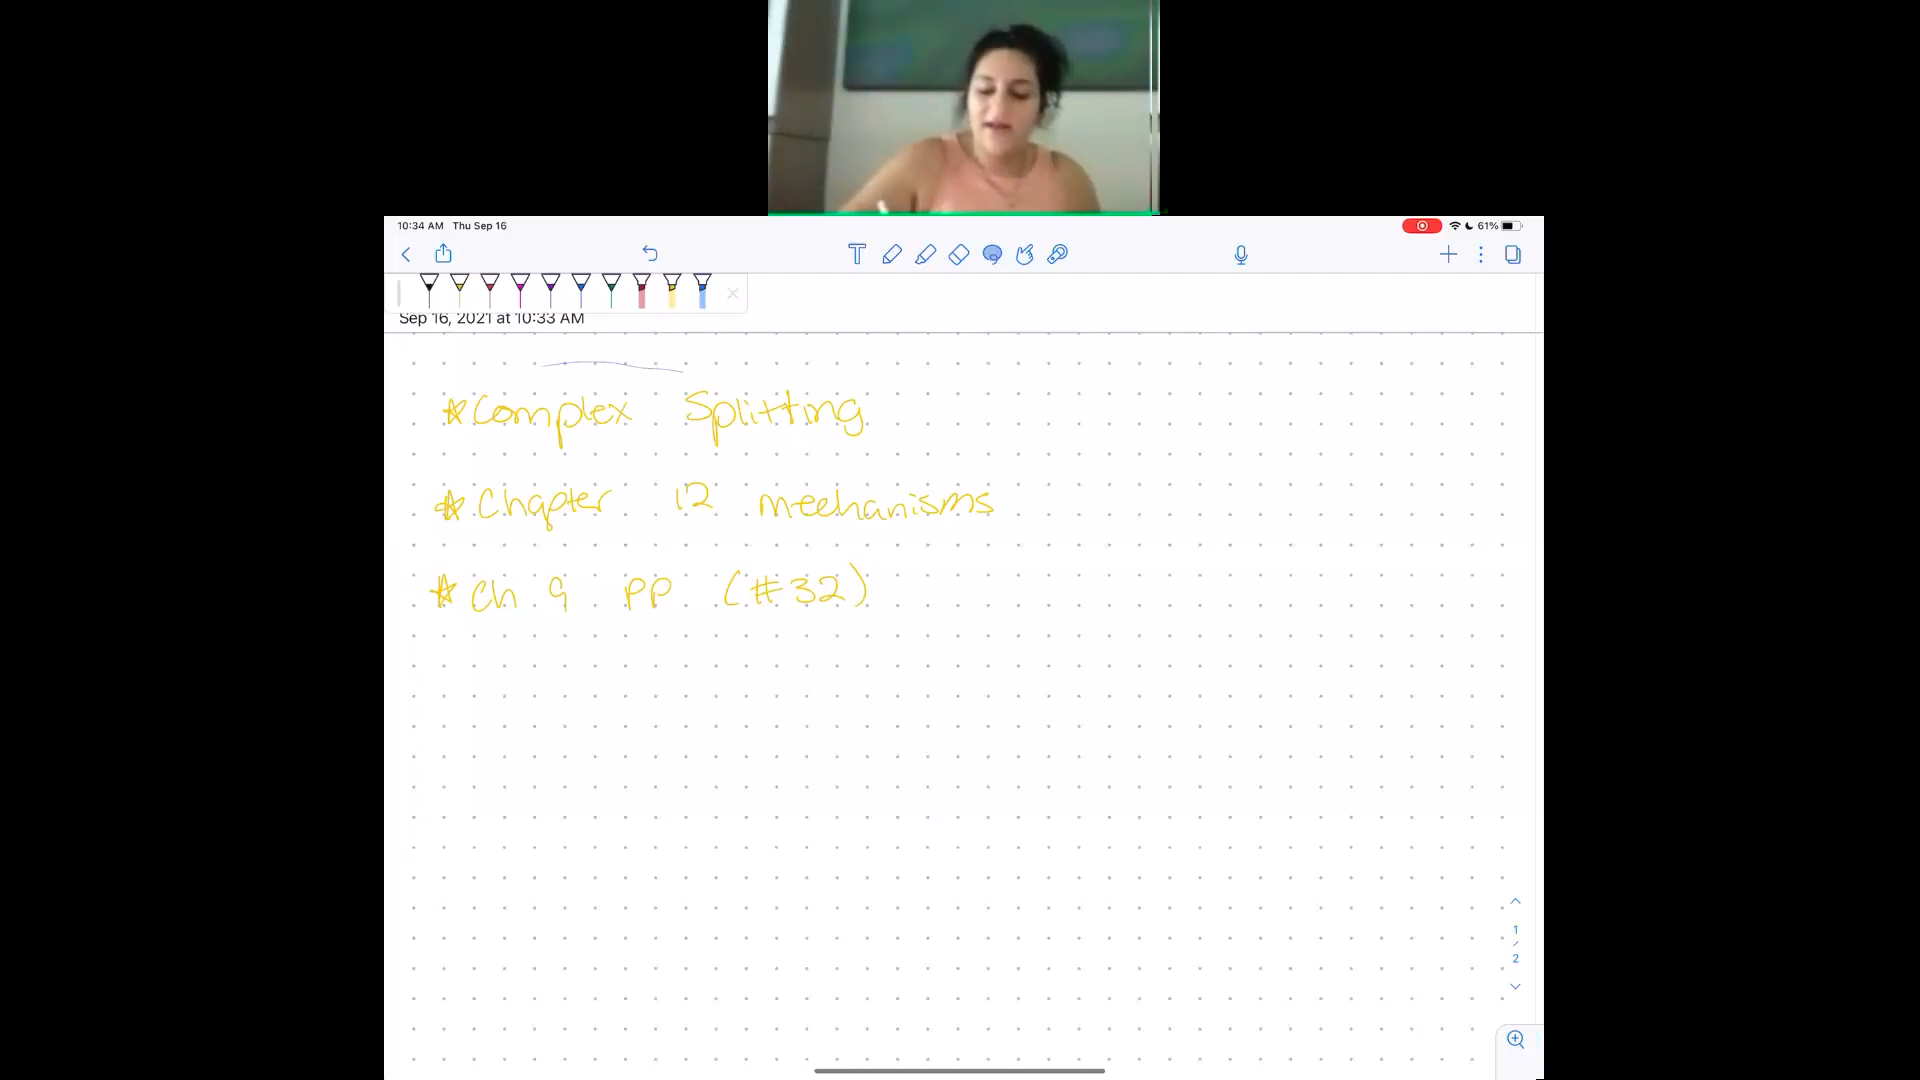 10:34 AM Thu Sep 16
61%
Sep 16, 2021 at 10:33 AM
*Complex Splitting
*Chapter 12 mechanisms
*Ch 9 PP (#32)
1
/
2